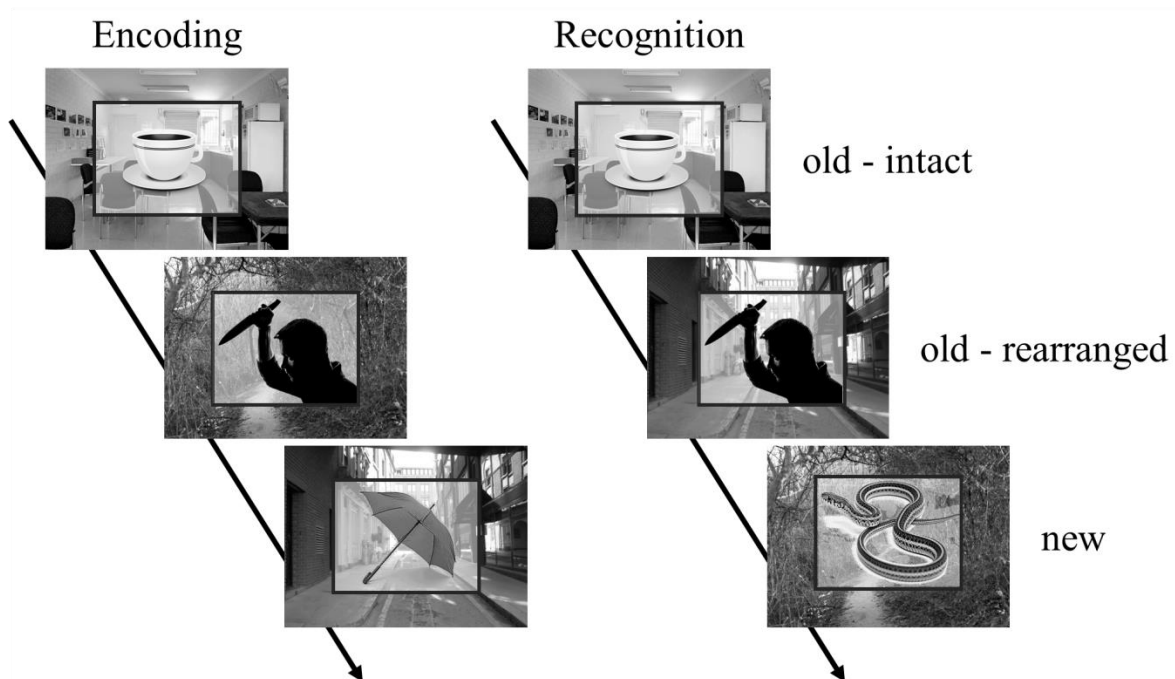 Encoding
Recognition
old - intact
old - rearranged
new